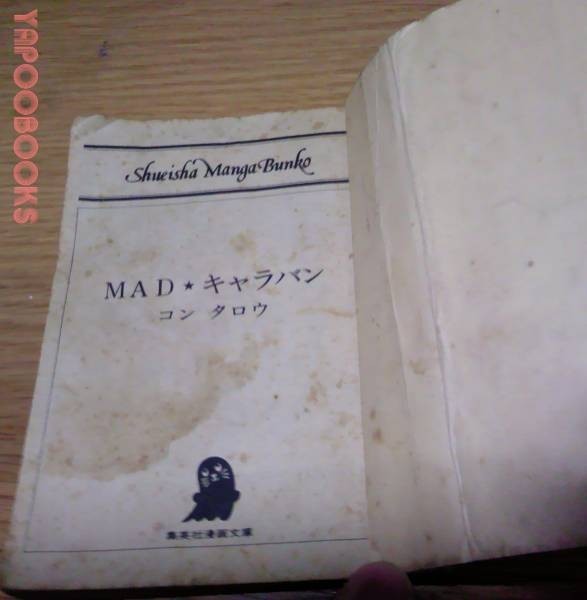 YAPOOBOOKS
Shueisha Manga Bunko
MAD★キャラバン
コン タロウ
集英社漫画文庫